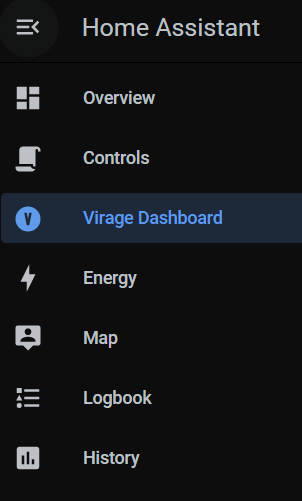 Home Assistant
Overview
Controls
V Virage Dashboard
Energy
Map
Logbook
History